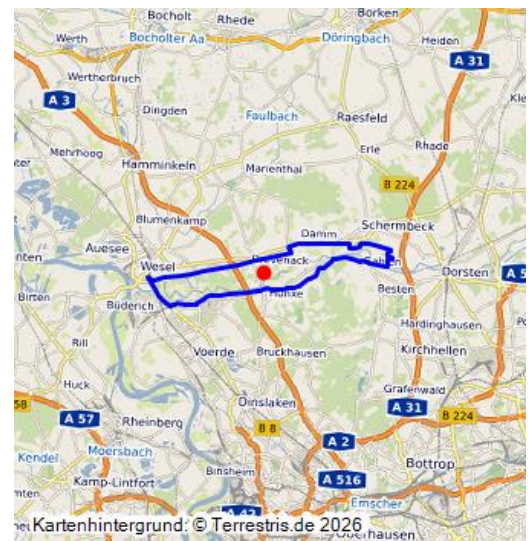 Bocholt
Rhede
Borken
Werth
Bocholter Aa
Döringbach
Heiden
A 31
Wertherbruch
A 3
Dingden
Raesfeld
Faulbach
Mehrhoog
Erle
Rhade
Hamminkeln
Marienthal
B 224
Blumenkamp
Schermbeck
Damm
Auesee
Wesel
Dorsten
Birten
Büderich
Hünxe
Besten
Hardinghausen
Rill
Voerde
Bruckhausen
Kirchhellen
Huck
Dinslaken
Grafenwald
58
A 57
Rheinberg
B 8
A 31
B 224
A 2
Kendel
Moersbach
Binsheim
Bottrop
A 516
Kamp-Lintfort
Emscher
A 42
Oberhausen
Kartenhintergrund: © Terrestris.de 2026